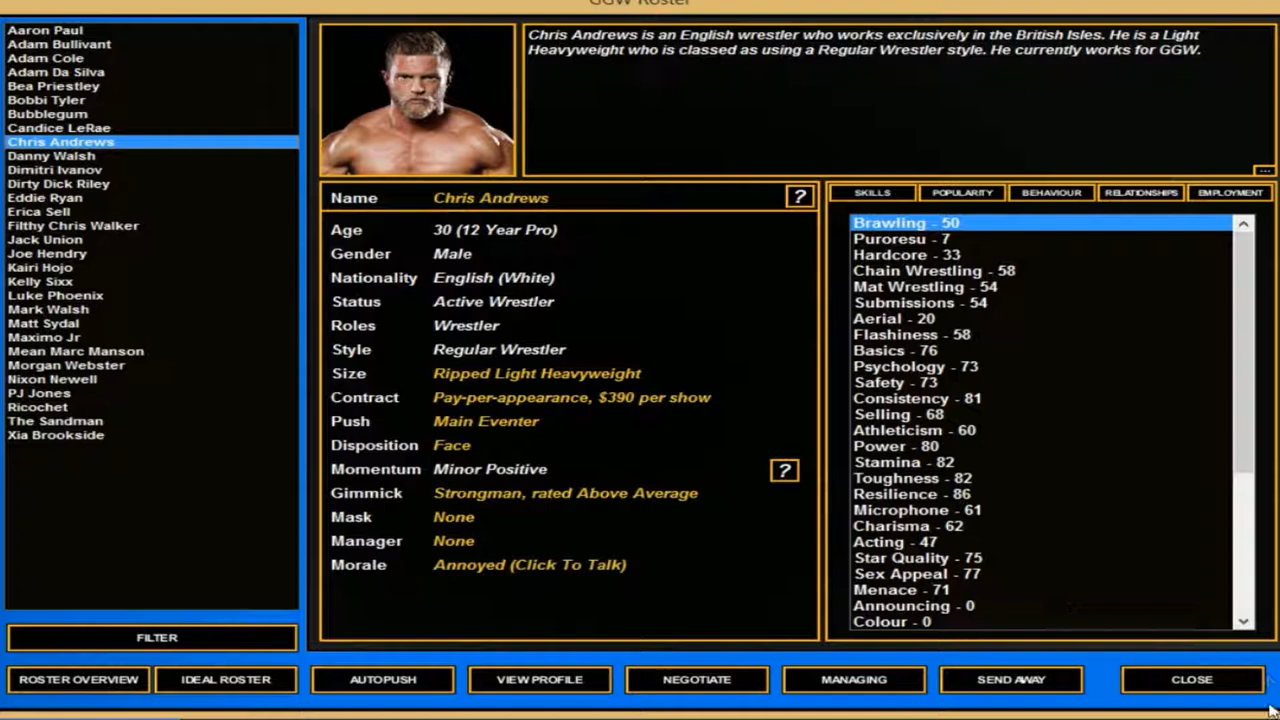 GGW Roster
Aaron Paul
Adam Bullivant
Adam Cole
Adam Da Silva
Bea Priestley
Bobbi Tyler
Bubblegum
Candice LeRae
Chris Andrews
Danny Walsh
Dimitri Ivanov
Dirty Dick Riley
Eddie Ryan
Erica Sell
Filthy Chris Walker
Jack Union
Joe Hendry
Kairi Hojo
Kelly Sixx
Luke Phoenix
Mark Walsh
Matt Sydal
Maximo Jr
Mean Marc Manson
Morgan Webster
Nixon Newell
PJ Jones
Ricochet
The Sandman
Xia Brookside
FILTER
ROSTER OVERVIEW
IDEAL ROSTER
Chris Andrews is an English wrestler who works exclusively in the British Isles. He is a Light
Heavyweight who is classed as using a Regular Wrestler style. He currently works for GGW.
...
Name Chris Andrews ?
Age 30 (12 Year Pro)
Gender Male
Nationality English (White)
Status Active Wrestler
Roles Wrestler
Style Regular Wrestler
Size Ripped Light Heavyweight
Contract Pay-per-appearance, $390 per show
Push Main Eventer
Disposition Face
Momentum Minor Positive ?
Gimmick Strongman, rated Above Average
Mask None
Manager None
Morale Annoyed (Click To Talk)
SKILLS POPULARITY BEHAVIOUR RELATIONSHIPS EMPLOYMENT
Brawling - 50
Puroresu - 7
Hardcore - 33
Chain Wrestling - 58
Mat Wrestling - 54
Submissions - 54
Aerial - 20
Flashiness - 58
Basics - 76
Psychology - 73
Safety - 73
Consistency - 81
Selling - 68
Athleticism - 60
Power - 80
Stamina - 82
Toughness - 82
Resilience - 86
Microphone - 61
Charisma - 62
Acting - 47
Star Quality - 75
Sex Appeal - 77
Menace - 71
Announcing - 0
Colour - 0
AUTOPUSH
VIEW PROFILE
NEGOTIATE
MANAGING
SEND AWAY
CLOSE